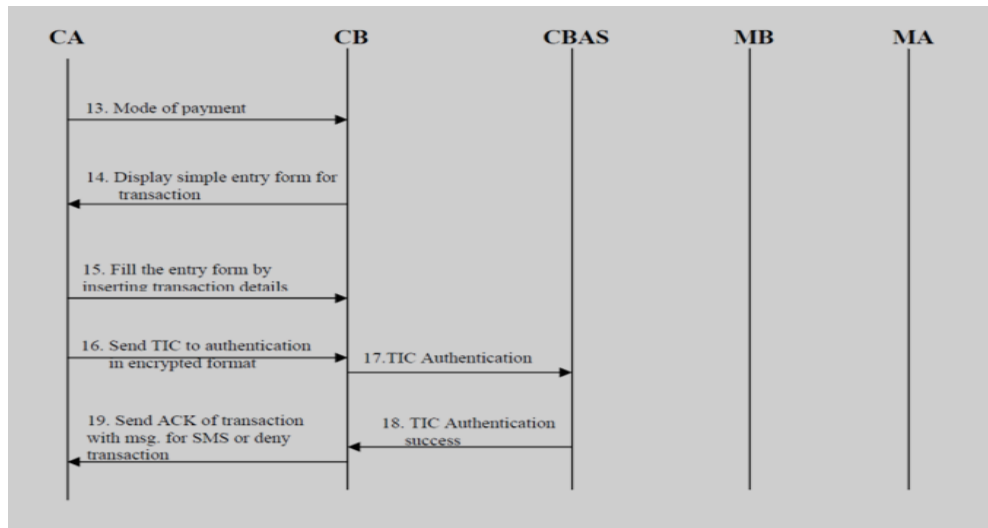 CA CB CBAS MB MA
13. Mode of payment
14. Display simple entry form for
transaction
15. Fill the entry form by
inserting transaction details
16. Send TIC to authentication
in encrypted format
17.TIC Authentication
19. Send ACK of transaction
with msg. for SMS or deny
transaction
18. TIC Authentication
success